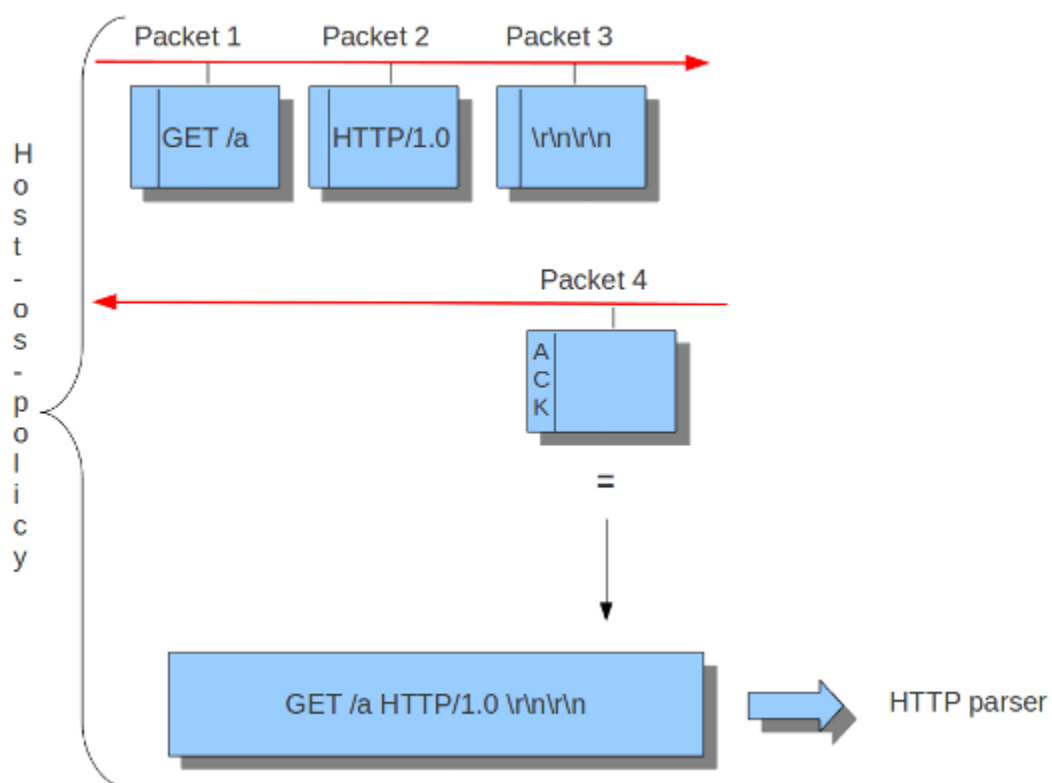 Packet 1
Packet 2
Packet 3
GET /a
HTTP/1.0
\r\n\r\n
Host-os-policy
Packet 4
ACK
=
GET /a HTTP/1.0 \r\n\r\n
HTTP parser